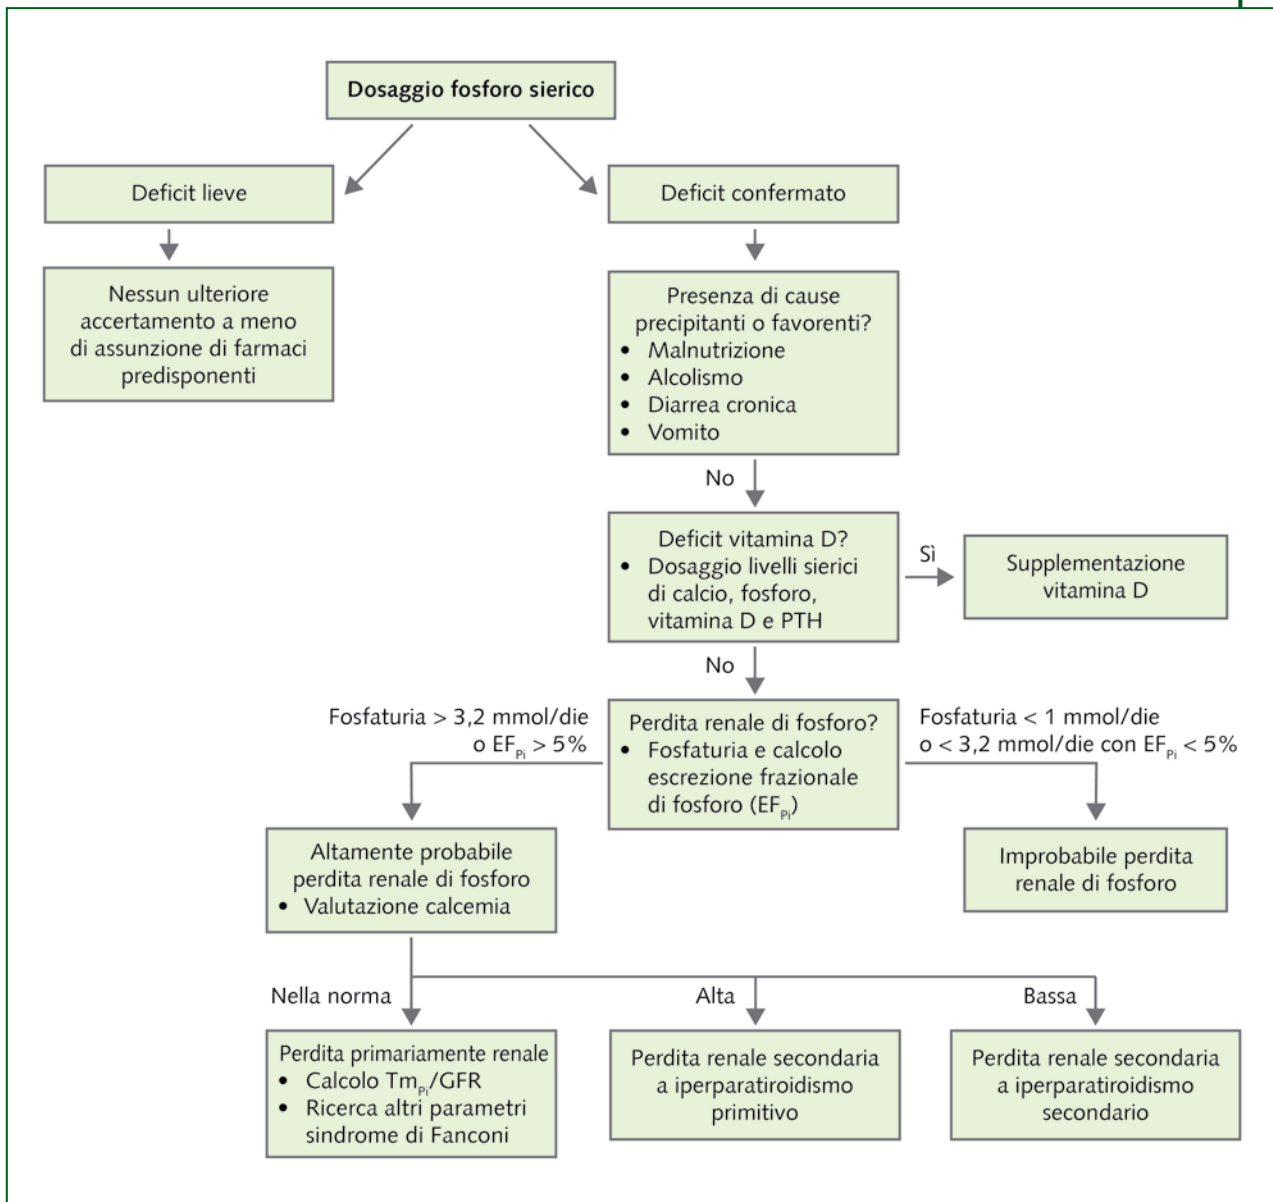 Dosaggio fosforo sierico
Deficit lieve
Deficit confermato
Nessun ulteriore
accertamento a meno
di assunzione di farmaci
predisponenti
Presenza di cause
precipitanti o favorenti?
• Malnutrizione
• Alcolismo
• Diarrea cronica
• Vomito
No
Deficit vitamina D?
• Dosaggio livelli sierici
di calcio, fosforo,
vitamina D e PTH
Sì
Supplementazione
vitamina D
No
Fosfaturia > 3,2 mmol/die
o EFPi > 5%
Perdita renale di fosforo?
• Fosfaturia e calcolo
escrezione frazionale
di fosforo (EFPi)
Fosfaturia < 1 mmol/die
o < 3,2 mmol/die con EFPi < 5%
Altamente probabile
perdita renale di fosforo
• Valutazione calcemia
Improbabile perdita
renale di fosforo
Nella norma
Alta
Bassa
Perdita primariamente renale
• Calcolo TmPi/GFR
• Ricerca altri parametri
sindrome di Fanconi
Perdita renale secondaria
a iperparatiroidismo
primitivo
Perdita renale secondaria
a iperparatiroidismo
secondario